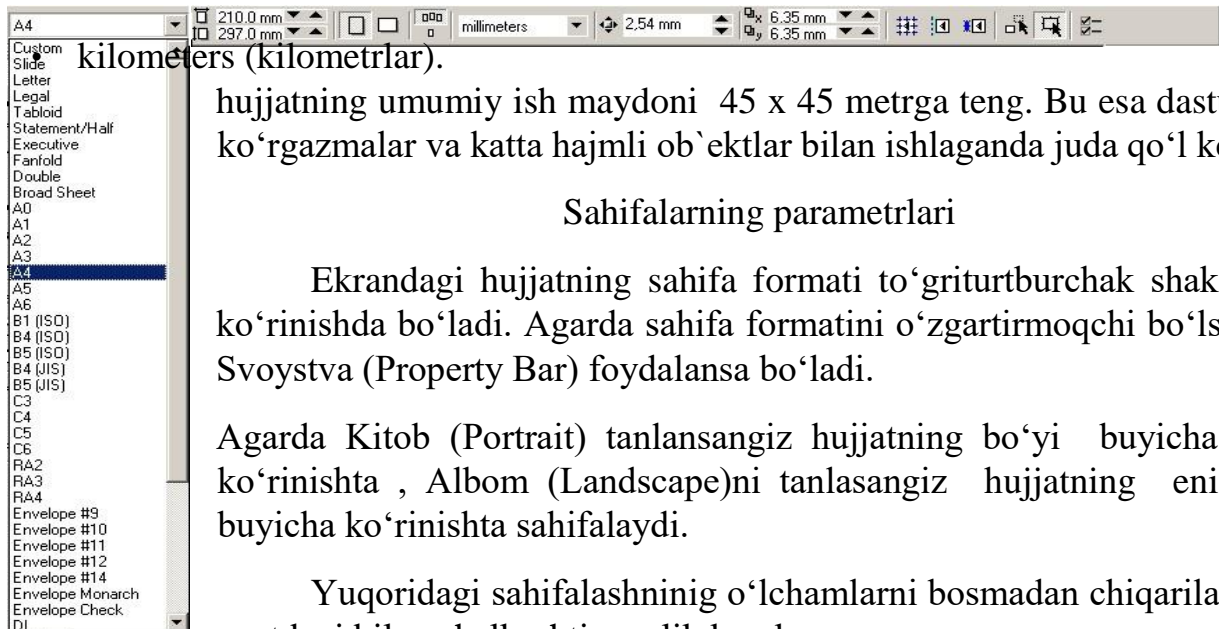 A4
210.0 mm
297.0 mm
millimeters
2,54 mm
x 6.35 mm
y 6.35 mm
Custom
Slide
Letter
Legal
Tabloid
Statement/Half
Executive
Fanfold
Double
Broad Sheet
A0
A1
A2
A3
A4
A5
A6
B1 (ISO)
B4 (ISO)
B5 (ISO)
B4 (JIS)
B5 (JIS)
C3
C4
C5
C6
RA2
RA3
RA4
Envelope #9
Envelope #10
Envelope #11
Envelope #12
Envelope #14
Envelope Monarch
Envelope Check
DL
• kilometers (kilometrlar).
hujjatning umumiy ish maydoni 45 x 45 metrga teng. Bu esa dast
ko‘rgazmalar va katta hajmli ob`ektlar bilan ishlaganda juda qo‘l k
Sahifalarning parametrlari
Ekrandagi hujjatning sahifa formati to‘griturtburchak shak
ko‘rinishda bo‘ladi. Agarda sahifa formatini o‘zgartirmoqchi bo‘ls
Svoystva (Property Bar) foydalansa bo‘ladi.
Agarda Kitob (Portrait) tanlansangiz hujjatning bo‘yi buyicha
ko‘rinishta , Albom (Landscape)ni tanlasangiz hujjatning eni
buyicha ko‘rinishta sahifalaydi.
Yuqoridagi sahifalashninig o‘lchamlarni bosmadan chiqarila